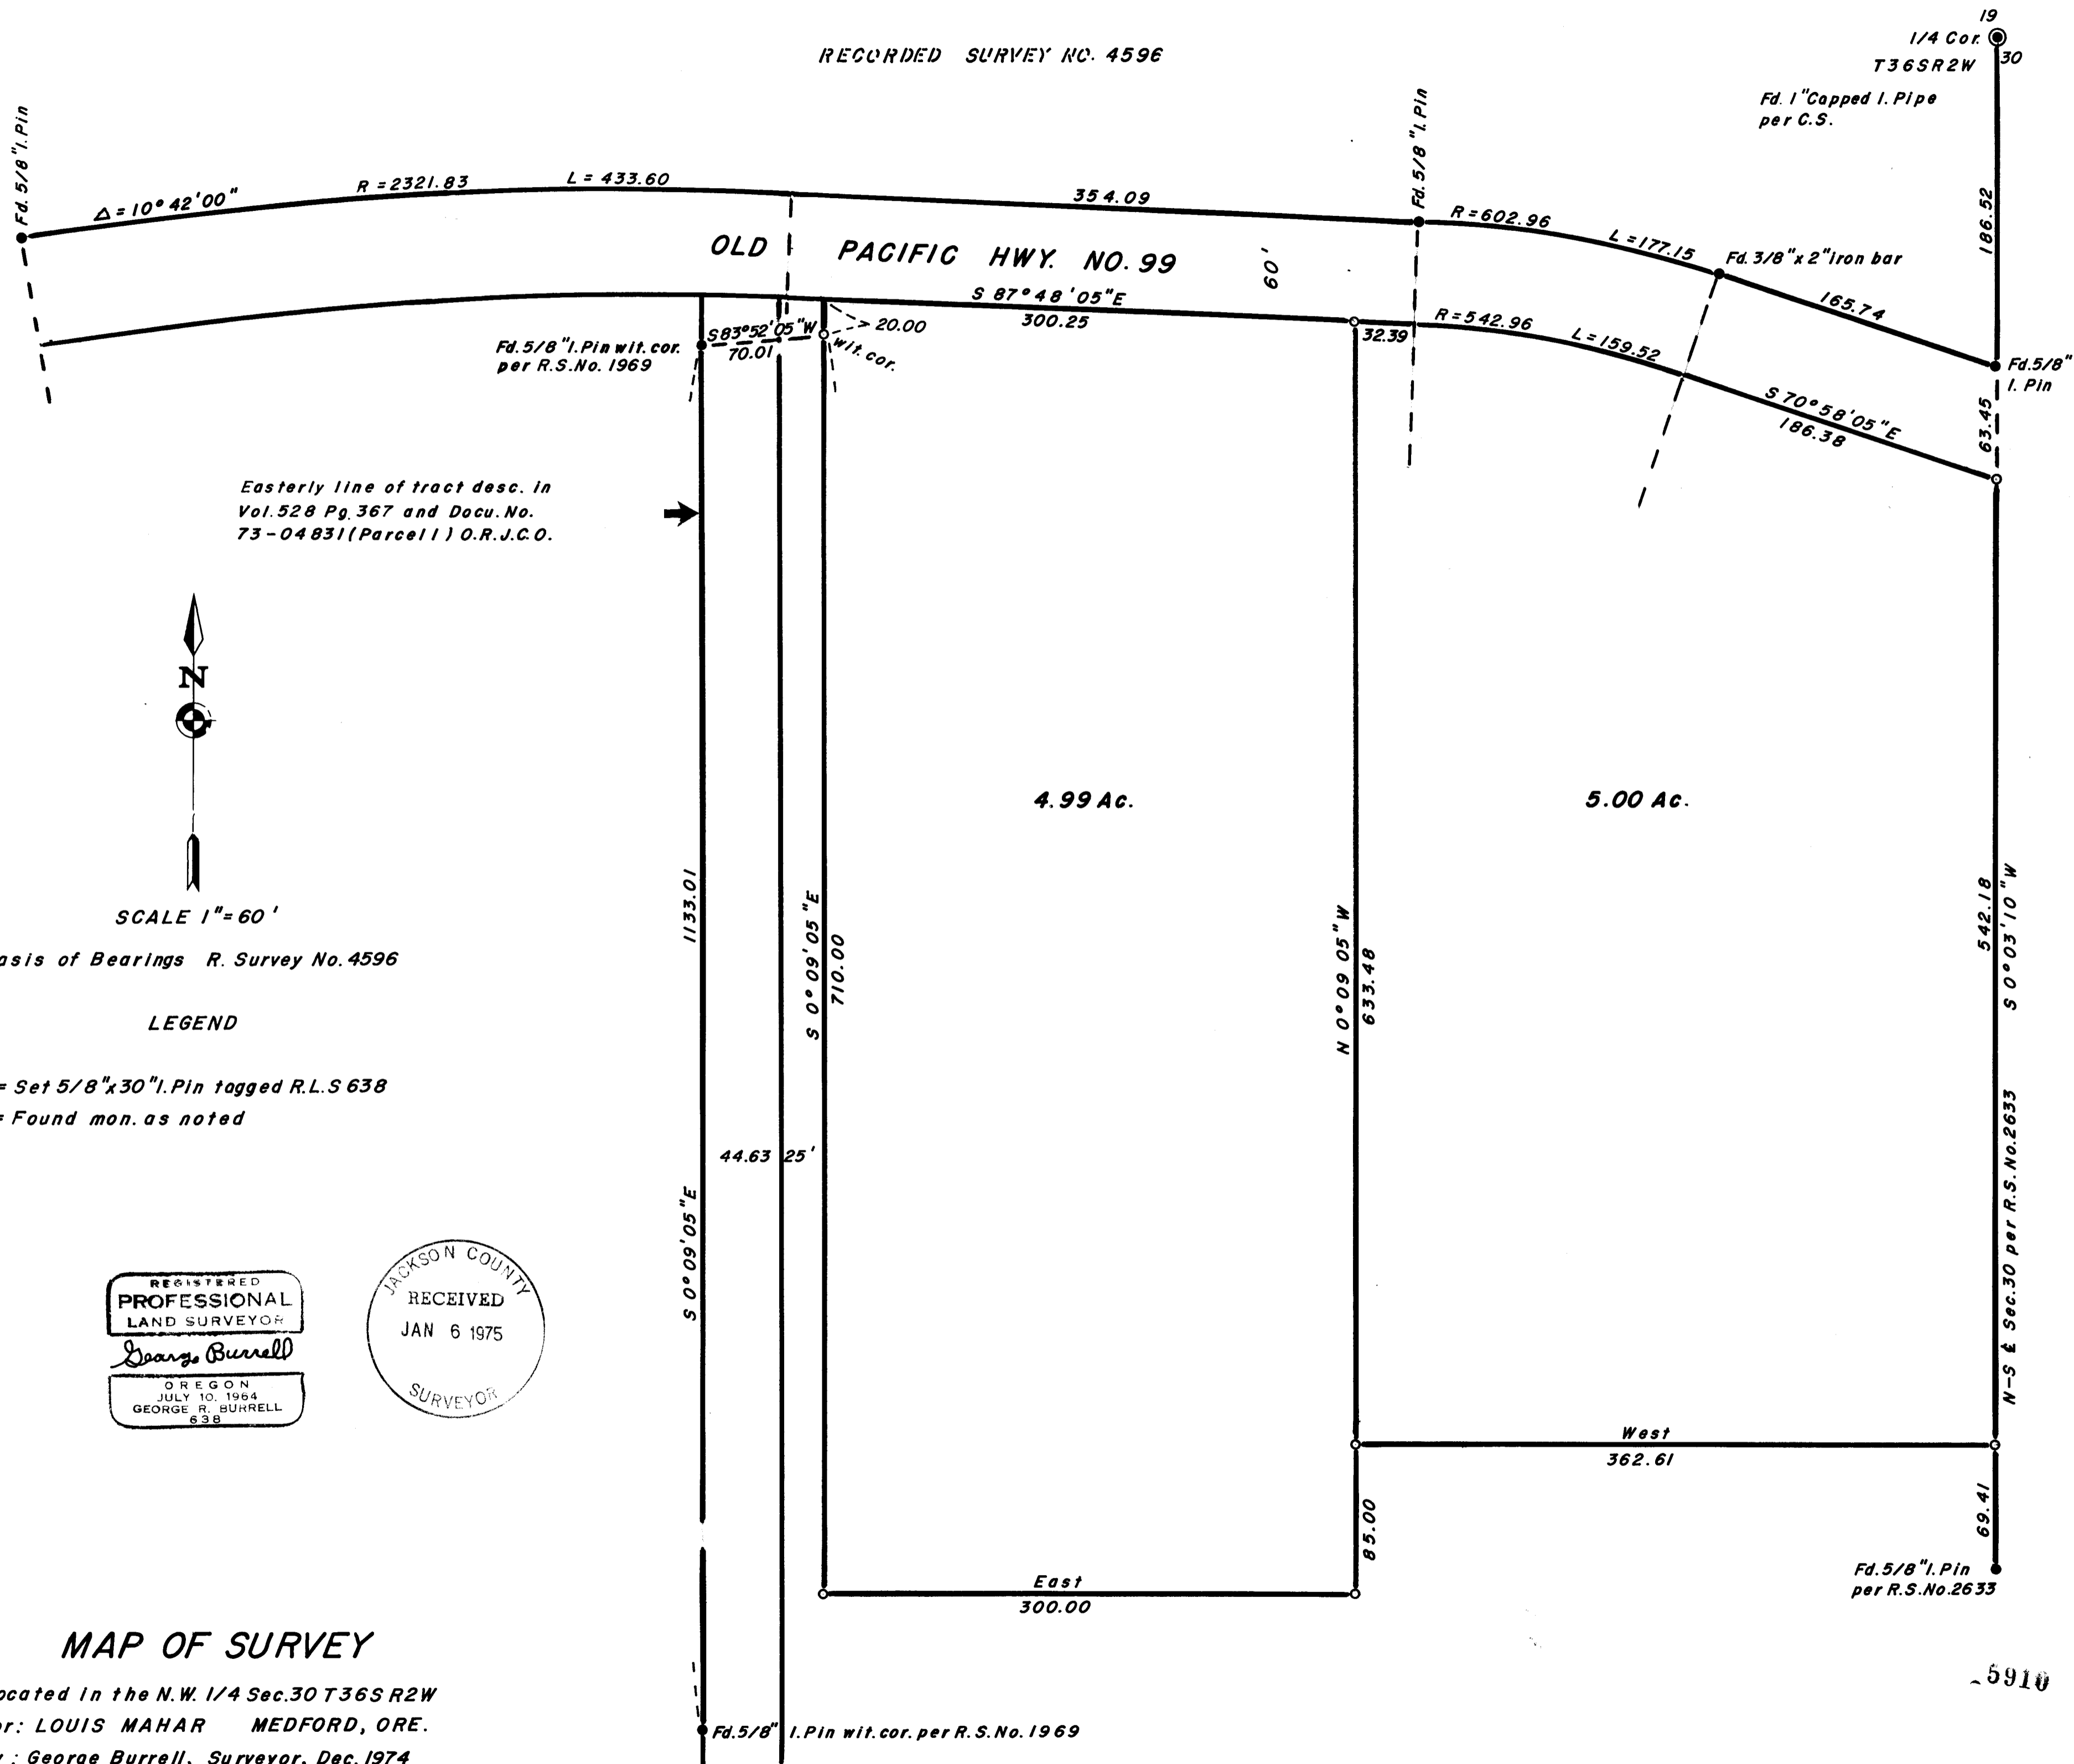 RECORDED SURVEY NO. 4596
19
1/4 Cor.
30
T36SR2W
Fd. 1"Capped I. Pipe
per C.S.
186.52
Fd. 5/8"I. Pin
Δ=10°42'00"
R=2321.83
L=433.60
354.09
Fd. 5/8"I. Pin
R=602.96
L=177.15
Fd. 3/8"x2"iron bar
165.74
Fd.5/8"
I. Pin
63.45
OLD PACIFIC HWY. NO. 99
60'
S 87°48'05"E
300.25
32.39
R=542.96
L=159.52
S 70°58'05"E
186.38
S83°52'05"W
70.01
20.00
wit. cor.
Fd. 5/8"I. Pin wit. cor.
per R.S. No. 1969
Easterly line of tract desc. in
Vol. 528 Pg. 367 and Docu. No.
73-04831(Parcel 1) O.R.J.C.O.
N
SCALE 1"=60'
asis of Bearings R. Survey No. 4596
LEGEND
= Set 5/8"x30"I. Pin tagged R.L.S 638
= Found mon. as noted
4.99 Ac.
5.00 Ac.
1133.01
S 0°09'05"E
44.63
25'
S 0°09'05"E
710.00
N 0°09 05"W
633.48
542.18
S 0°03'10"W
N-S ℄ Sec. 30 per R.S. No. 2633
West
362.61
85.00
69.41
East
300.00
Fd. 5/8"I. Pin
per R.S. No. 2633
REGISTERED
PROFESSIONAL
LAND SURVEYOR
George Burrell
OREGON
JULY 10, 1964
GEORGE R. BURRELL
638
JACKSON COUNTY
RECEIVED
JAN 6 1975
SURVEYOR
MAP OF SURVEY
ocated in the N.W. 1/4 Sec. 30 T36S R2W
or: LOUIS MAHAR MEDFORD, ORE.
: George Burrell, Surveyor, Dec. 1974
Fd. 5/8" I. Pin wit. cor. per R.S. No. 1969
5910